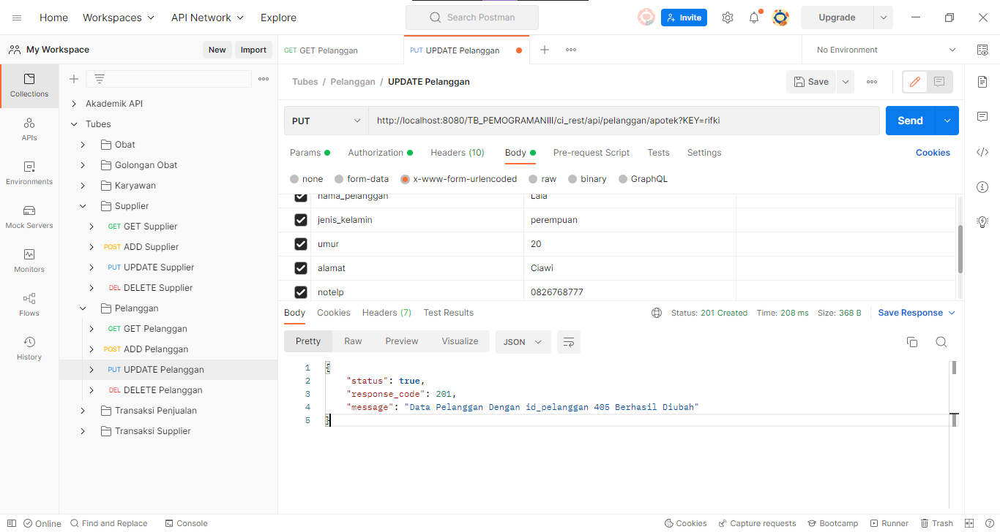 Home Workspaces API Network Explore Search Postman Invite Upgrade
My Workspace New Import GET GET Pelanggan PUT UPDATE Pelanggan No Environment
Collections
APIs
Environments
Mock Servers
Monitors
Flows
History
Akademik API
Tubes
Obat
Golongan Obat
Karyawan
Supplier
GET GET Supplier
POST ADD Supplier
PUT UPDATE Supplier
DEL DELETE Supplier
Pelanggan
GET GET Pelanggan
POST ADD Pelanggan
PUT UPDATE Pelanggan
DEL DELETE Pelanggan
Transaksi Penjualan
Transaksi Supplier
Tubes / Pelanggan / UPDATE Pelanggan Save
PUT http://localhost:8080/TB_PEMOGRAMANIII/ci_rest/api/pelanggan/apotek?KEY=rifki Send
Params Authorization Headers (10) Body Pre-request Script Tests Settings Cookies
none form-data x-www-form-urlencoded raw binary GraphQL
nama_pelanggan Lala
jenis_kelamin perempuan
umur 20
alamat Ciawi
notelp 0826768777
Body Cookies Headers (7) Test Results Status: 201 Created Time: 208 ms Size: 368 B Save Response
Pretty Raw Preview Visualize JSON
1 {
2 "status": true,
3 "response_code": 201,
4 "message": "Data Pelanggan Dengan id_pelanggan 405 Berhasil Diubah"
5 }
Online Find and Replace Console Cookies Capture requests Bootcamp Runner Trash